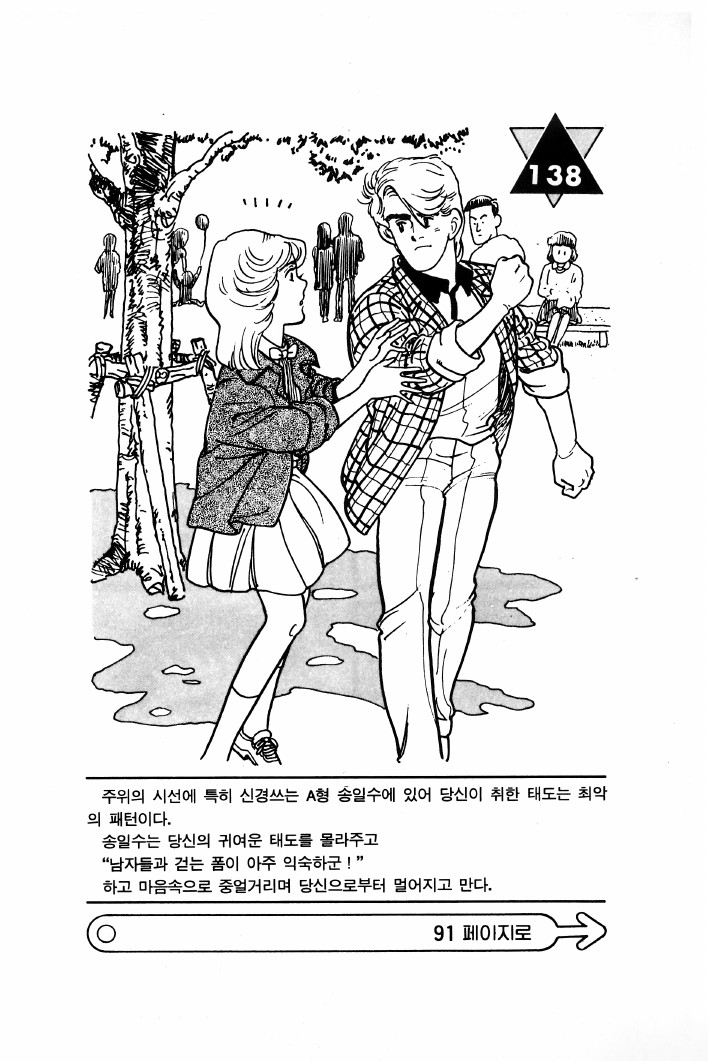 138
주위의 시선에 특히 신경쓰는 A형 송일수에 있어 당신이 취한 태도는 최악
의 패턴이다.
송일수는 당신의 귀여운 태도를 몰라주고
“남자들과 걷는 폼이 아주 익숙하군!”
하고 마음속으로 중얼거리며 당신으로부터 멀어지고 만다.
91 페이지로